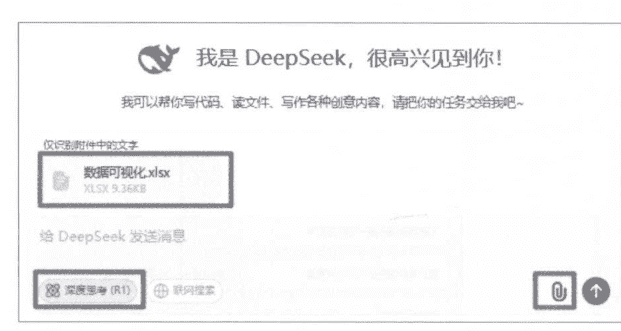 我是 DeepSeek，很高兴见到你！
我可以帮你写代码、读文件、写作各种创意内容，请把你的任务交给我吧~
仅识别附件中的文字
数据可视化.xlsx
XLSX 9.36KB
给 DeepSeek 发送消息
深度思考 (R1)
联网搜索